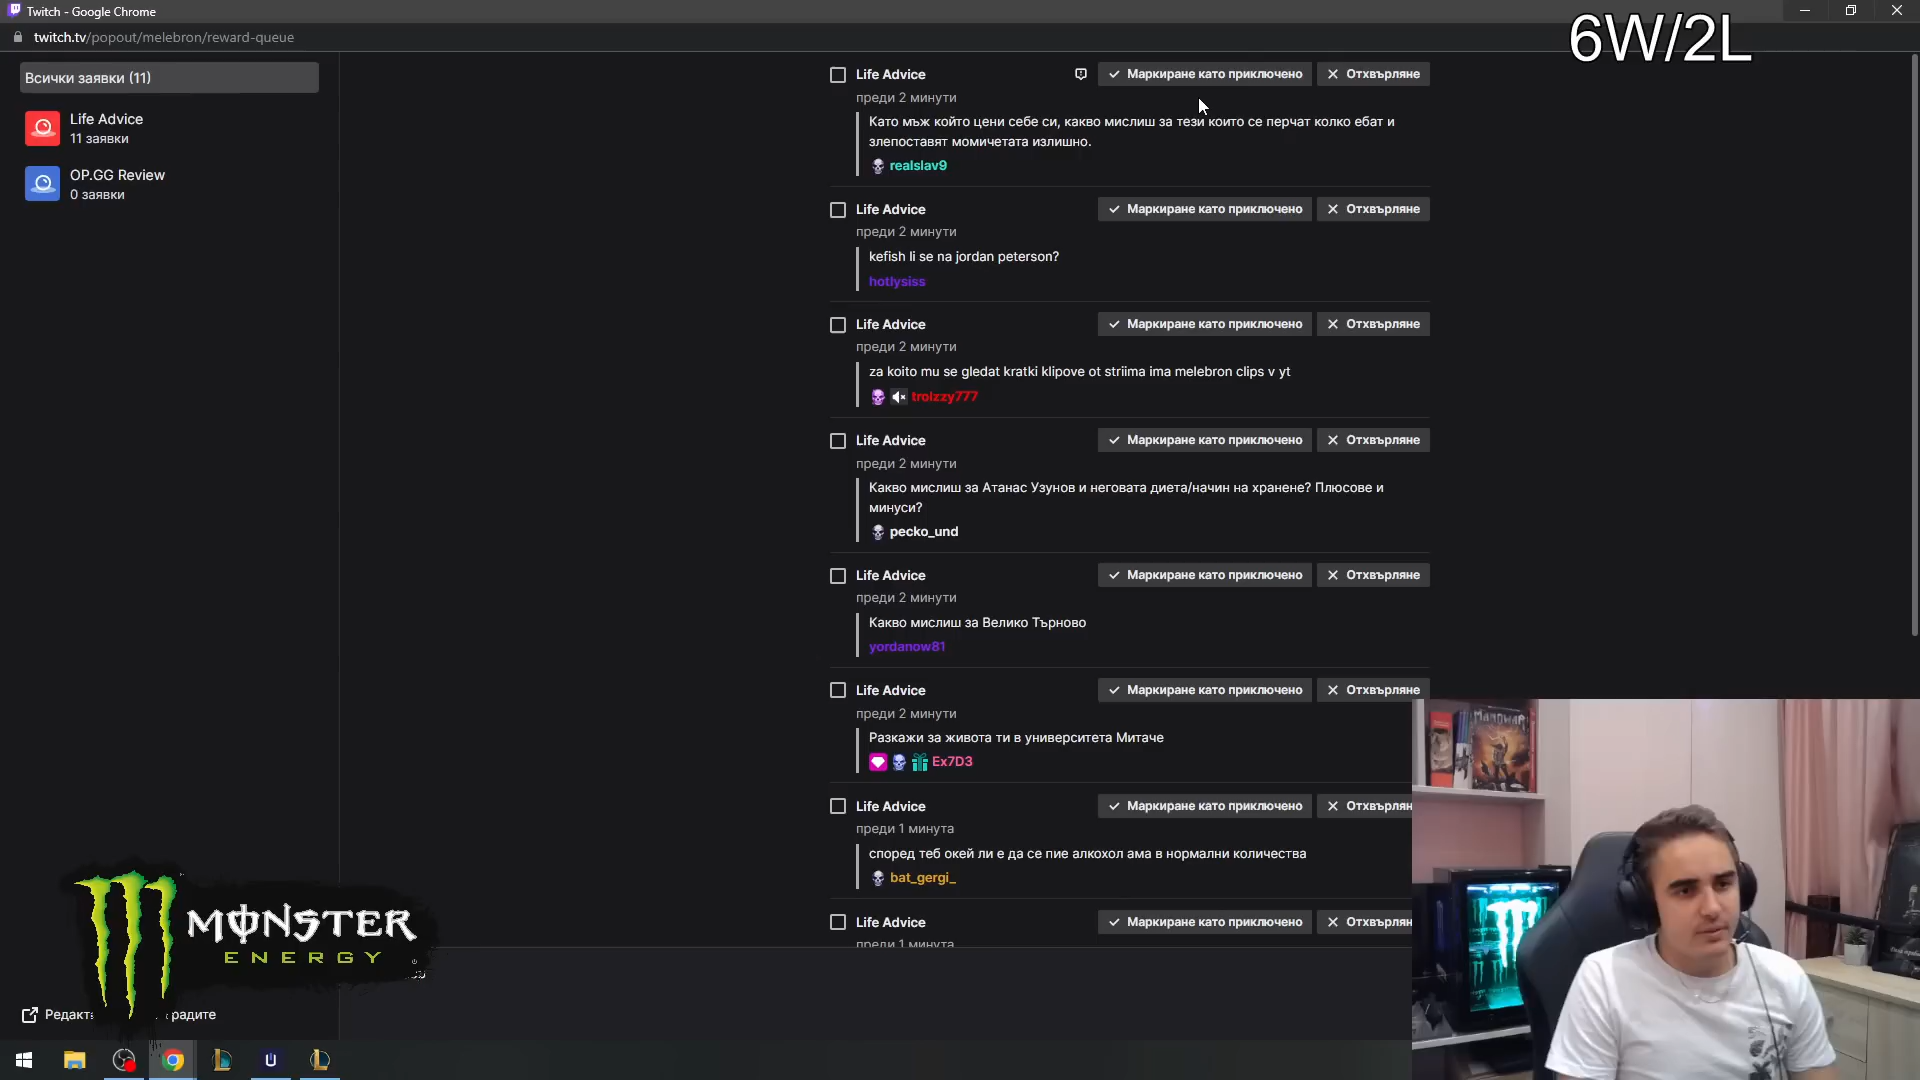 Twitch - Google Chrome
twitch.tv/popout/melebron/reward-queue
6W/2L
Всички заявки (11)
Life Advice
11 заявки
OP.GG Review
0 заявки
Life Advice
Маркиране като приключено
Отхвърляне
преди 2 минути
Като мъж който цени себе си, какво мислиш за тези които се перчат колко ебат и
злепоставят момичетата излишно.
realslav9
Life Advice
Маркиране като приключено
Отхвърляне
преди 2 минути
kefish li se na jordan peterson?
hotlysiss
Life Advice
Маркиране като приключено
Отхвърляне
преди 2 минути
za koito mu se gledat kratki klipove ot striima ima melebron clips v yt
trolzzy777
Life Advice
Маркиране като приключено
Отхвърляне
преди 2 минути
Какво мислиш за Атанас Узунов и неговата диета/начин на хранене? Плюсове и
минуси?
pecko_und
Life Advice
Маркиране като приключено
Отхвърляне
преди 2 минути
Какво мислиш за Велико Търново
yordanow81
Life Advice
Маркиране като приключено
Отхвърляне
преди 2 минути
Разкажи за живота ти в университета Митаче
Ex7D3
Life Advice
Маркиране като приключено
Отхвърлян
преди 1 минута
според теб окей ли е да се пие алкохол ама в нормални количества
bat_gergi_
Life Advice
Маркиране като приключено
Отхвърлян
преди 1 минута
MONSTER
ENERGY
MANOWAR